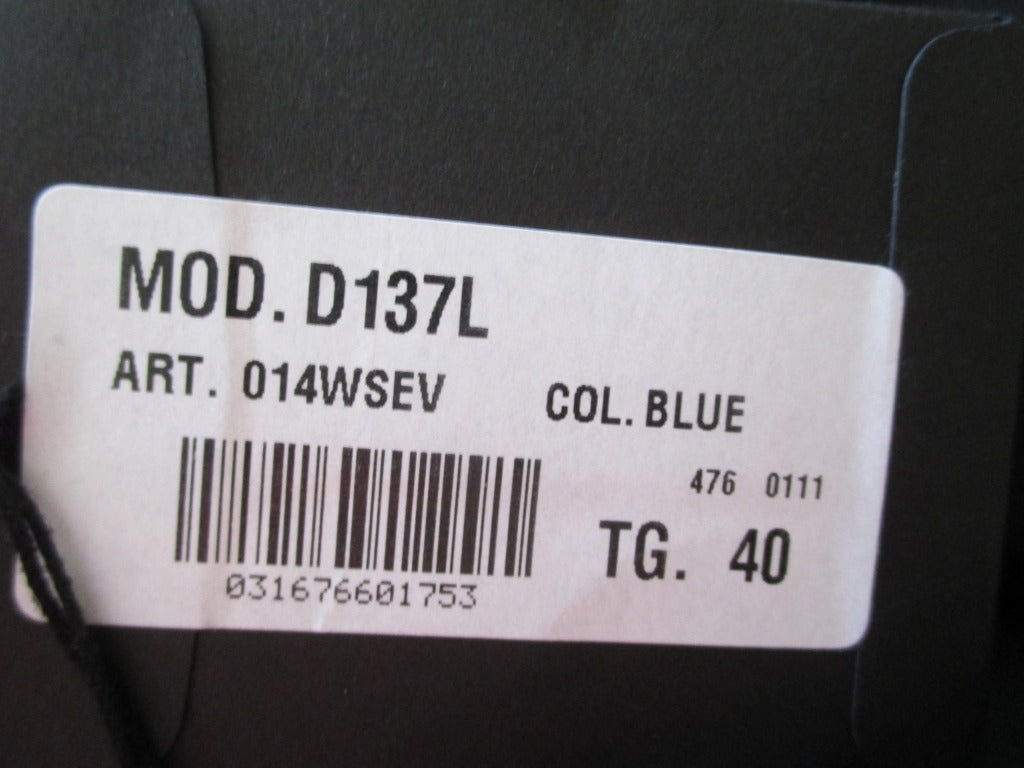 MOD. D137L
ART. 014WSEV COL. BLUE
476 0111
TG. 40
031676601753